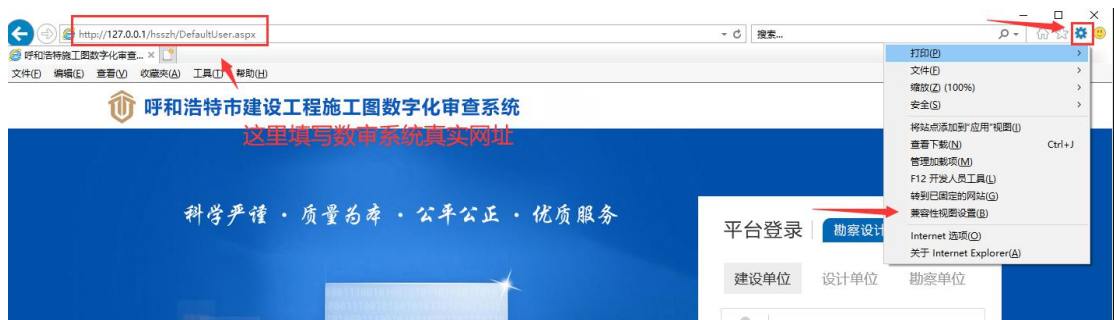 http://127.0.0.1/hsszh/DefaultUser.aspx
搜索...
呼和浩特施工图数字化审查...
文件(F) 编辑(E) 查看(V) 收藏夹(A) 工具(T) 帮助(H)
呼和浩特市建设工程施工图数字化审查系统
这里填写数审系统真实网址
科学严谨 · 质量为本 · 公平公正 · 优质服务
打印(P)
文件(F)
缩放(Z) (100%)
安全(S)
将站点添加到“应用”视图(I)
查看下载(N) Ctrl+J
管理加载项(M)
F12 开发人员工具(L)
转到已固定的网站(G)
兼容性视图设置(B)
Internet 选项(O)
关于 Internet Explorer(A)
平台登录 勘察设计
建设单位 设计单位 勘察单位